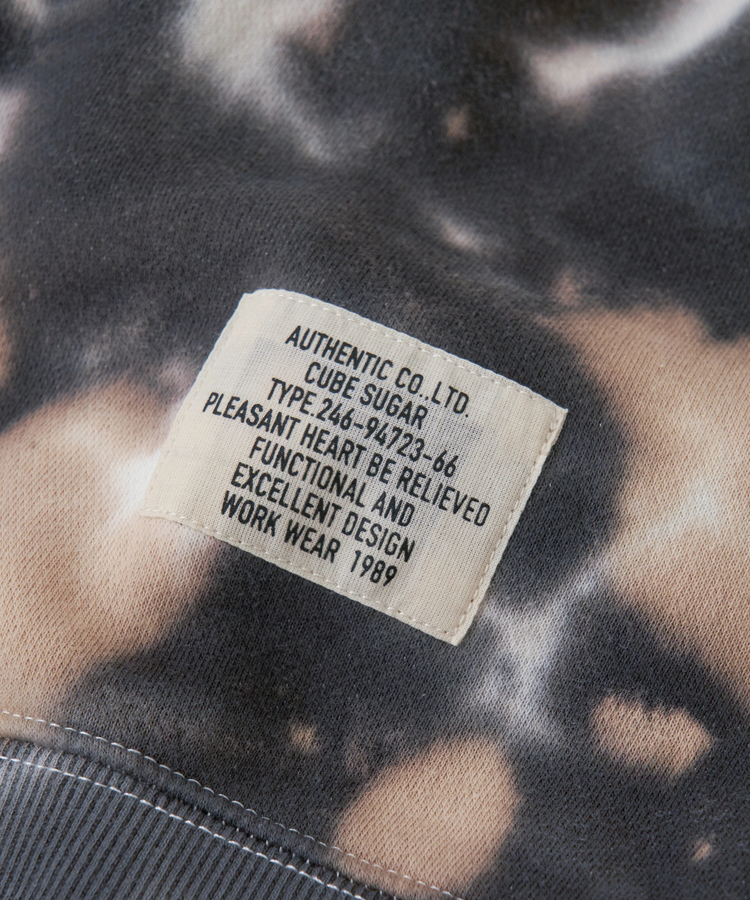 AUTHENTIC CO.,LTD.
CUBE SUGAR
TYPE.246-94723-66
PLEASANT HEART BE RELIEVED
FUNCTIONAL AND
EXCELLENT DESIGN
WORK WEAR 1989